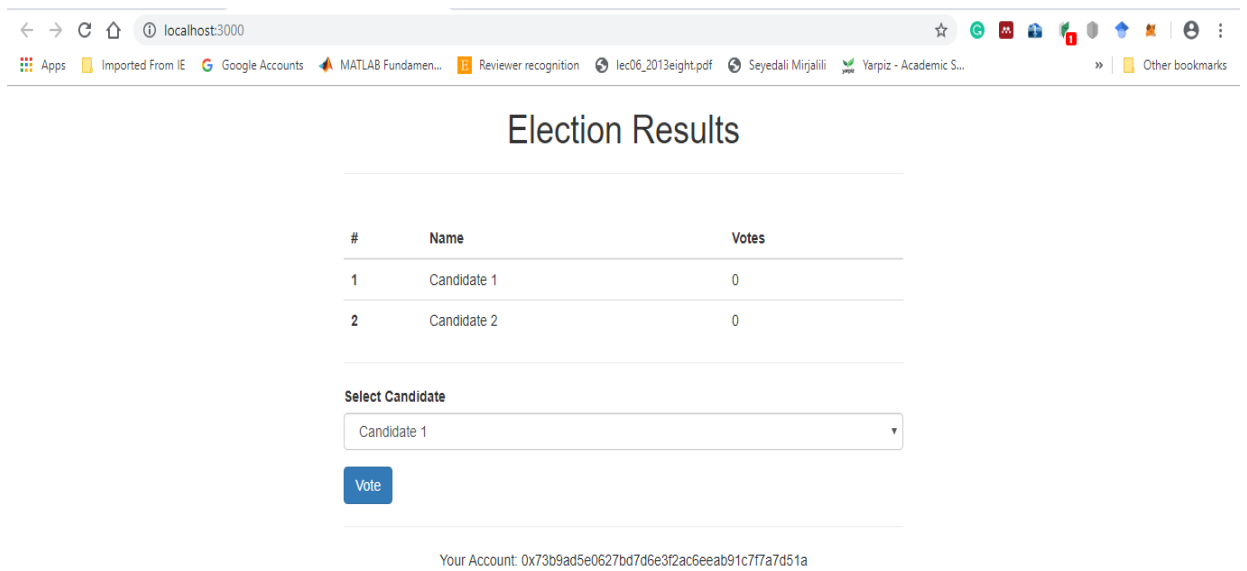 localhost:3000
1
Apps Imported From IE Google Accounts MATLAB Fundamen... Reviewer recognition lec06_2013eight.pdf Seyedali Mirjalili Yarpiz - Academic S... » Other bookmarks
Election Results
# Name Votes
1 Candidate 1 0
2 Candidate 2 0
Select Candidate
Candidate 1
Vote
Your Account: 0x73b9ad5e0627bd7d6e3f2ac6eeab91c7f7a7d51a